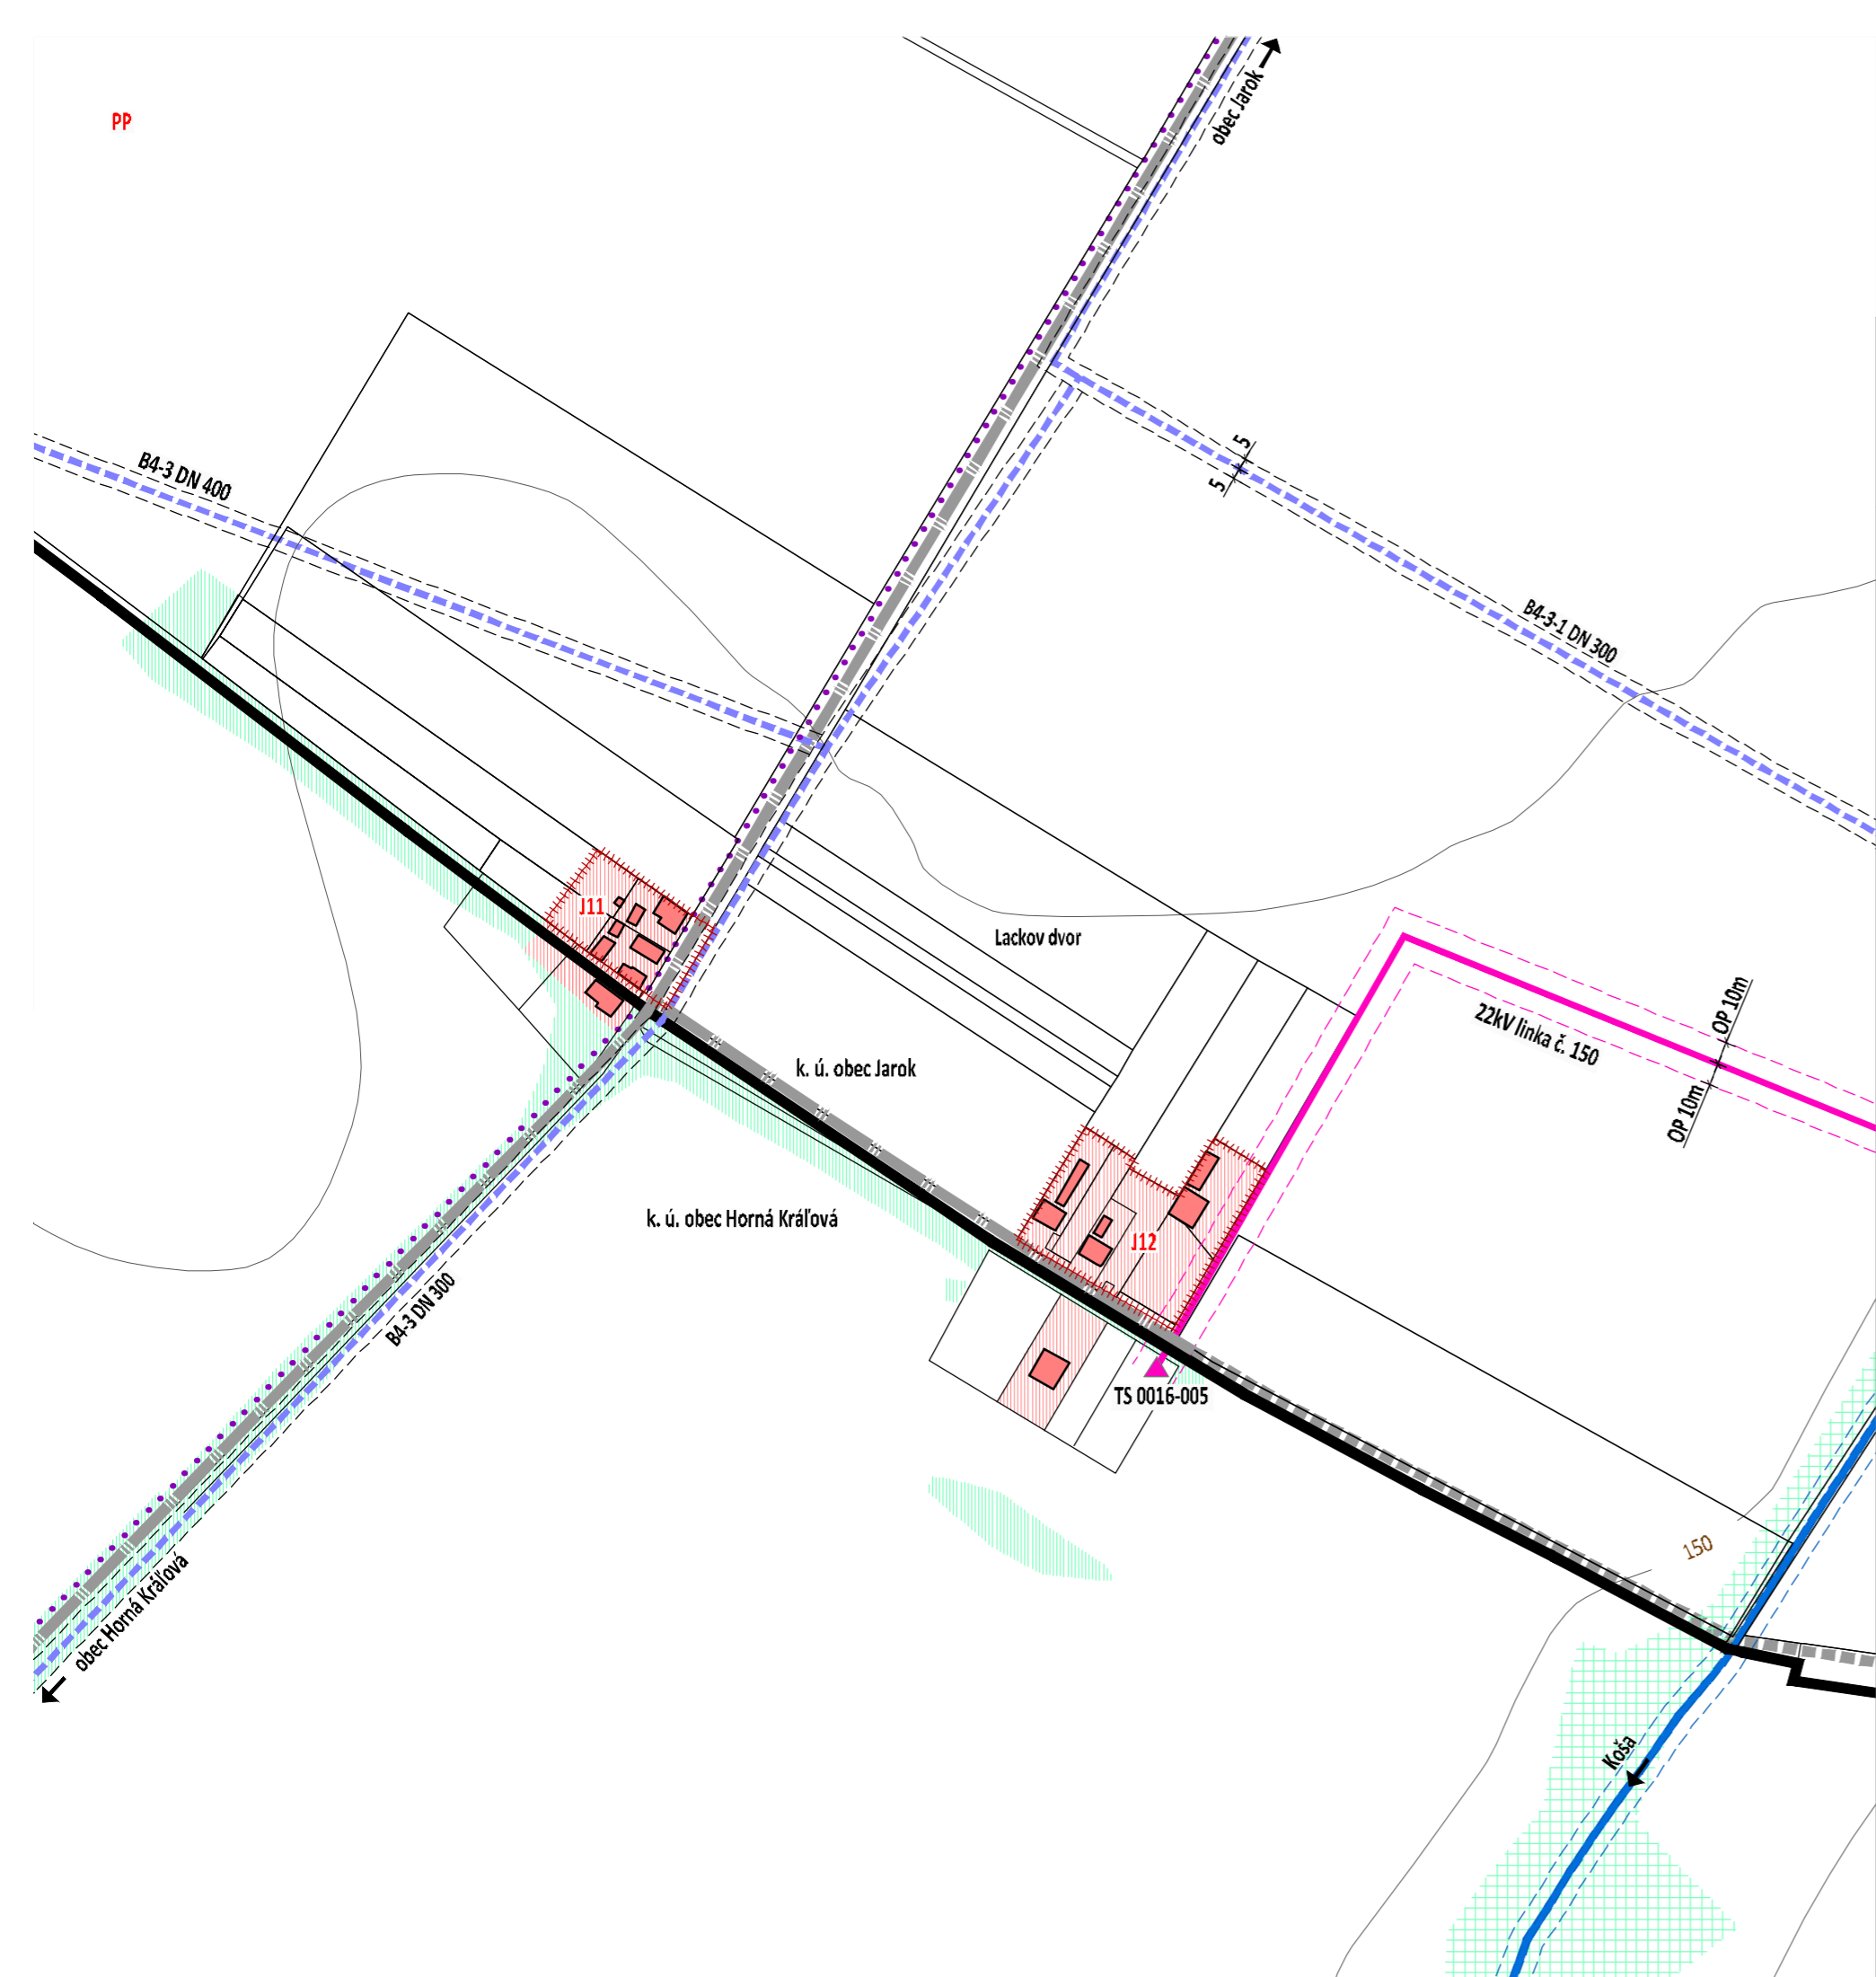 obec Jarok
PP
B4-3 DN 400
5
5
B4-3-1 DN 300
J11
Lackov dvor
OP 10m
22kV linka č. 150
k. ú. obec Jarok
OP 10m
k. ú. obec Horná Kráľová
J12
B4-3 DN 300
TS 0016-005
150
obec Horná Kráľová
Koša